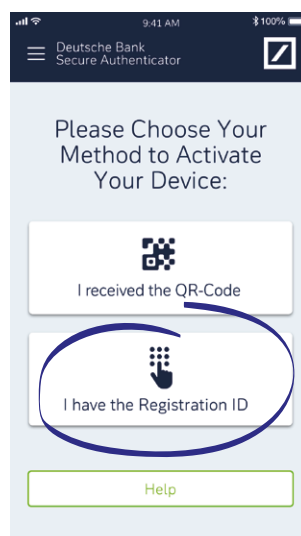 9:41 AM
100%
Deutsche Bank
Secure Authenticator
Please Choose Your
Method to Activate
Your Device:
I received the QR-Code
I have the Registration ID
Help